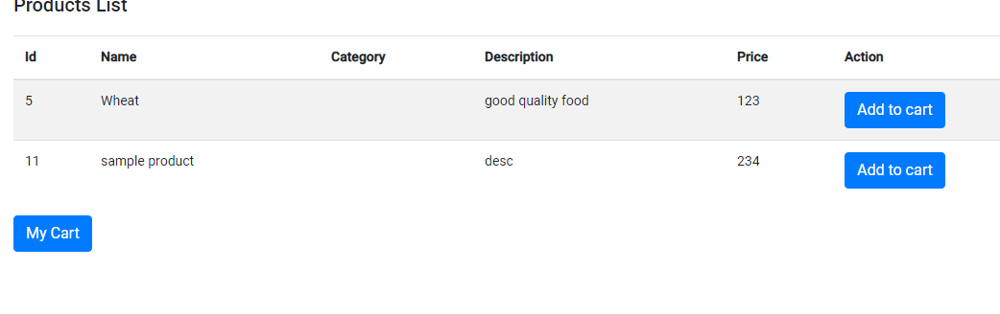 Products List
Id Name Category Description Price Action
5 Wheat good quality food 123 Add to cart
11 sample product desc 234 Add to cart
My Cart